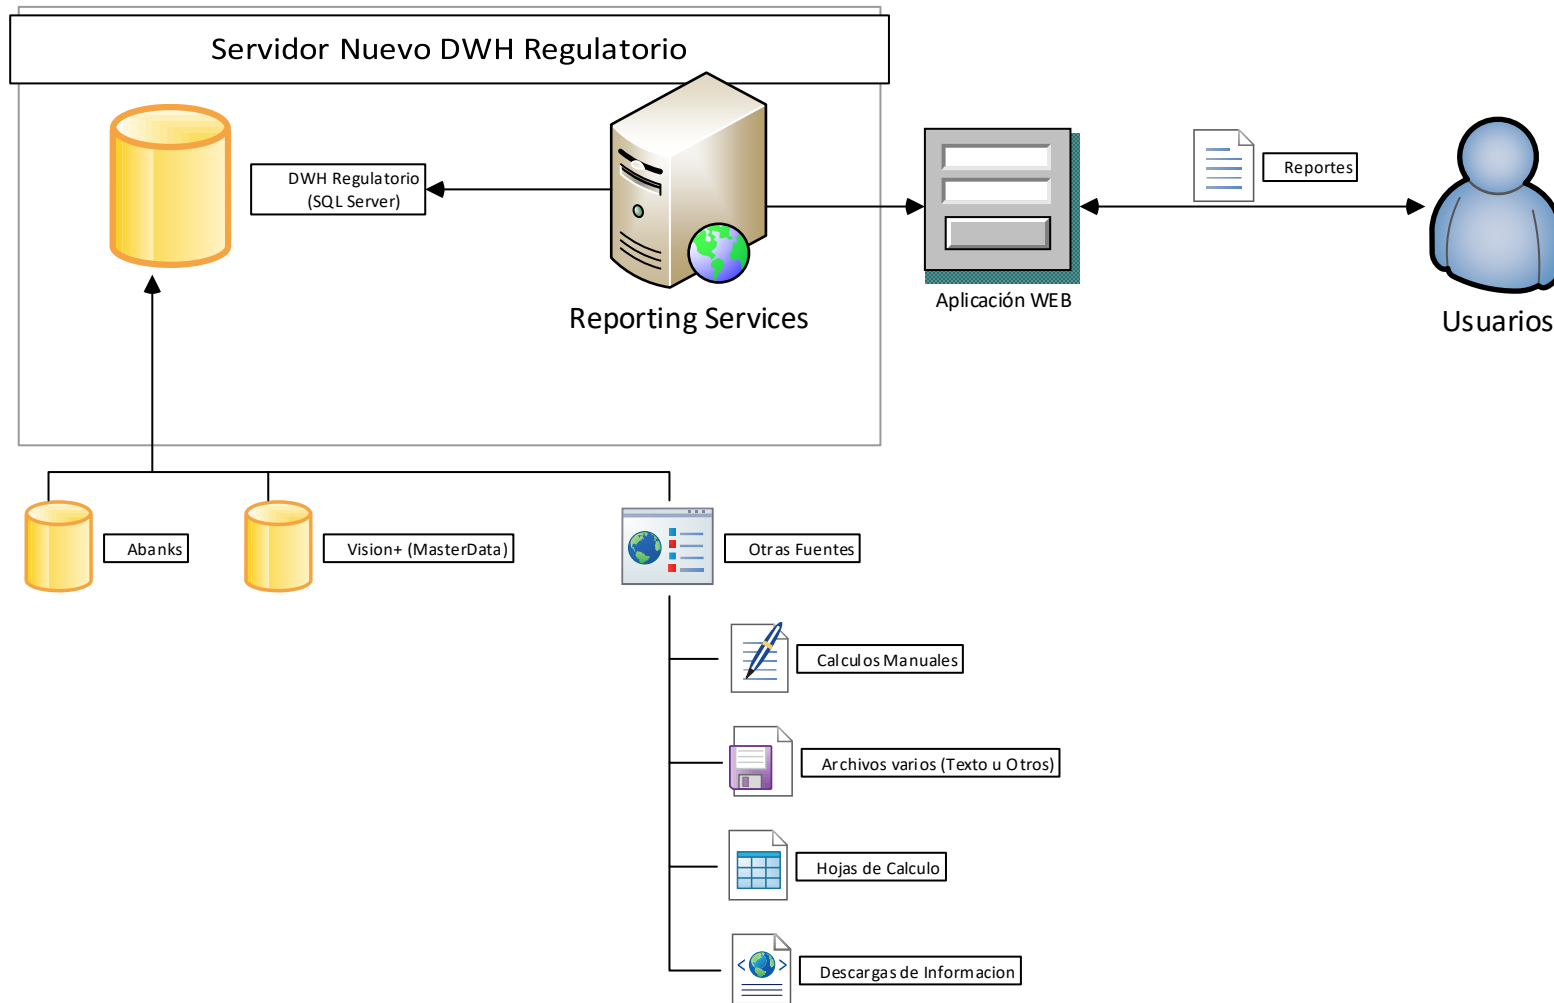 Servidor Nuevo DWH Regulatorio
DWH Regulatorio
(SQL Server)
Reporting Services
Aplicación WEB
Reportes
Usuarios
Abanks
Vision+ (MasterData)
Otras Fuentes
Calculos Manuales
Archivos varios (Texto u Otros)
Hojas de Calculo
Descargas de Informacion